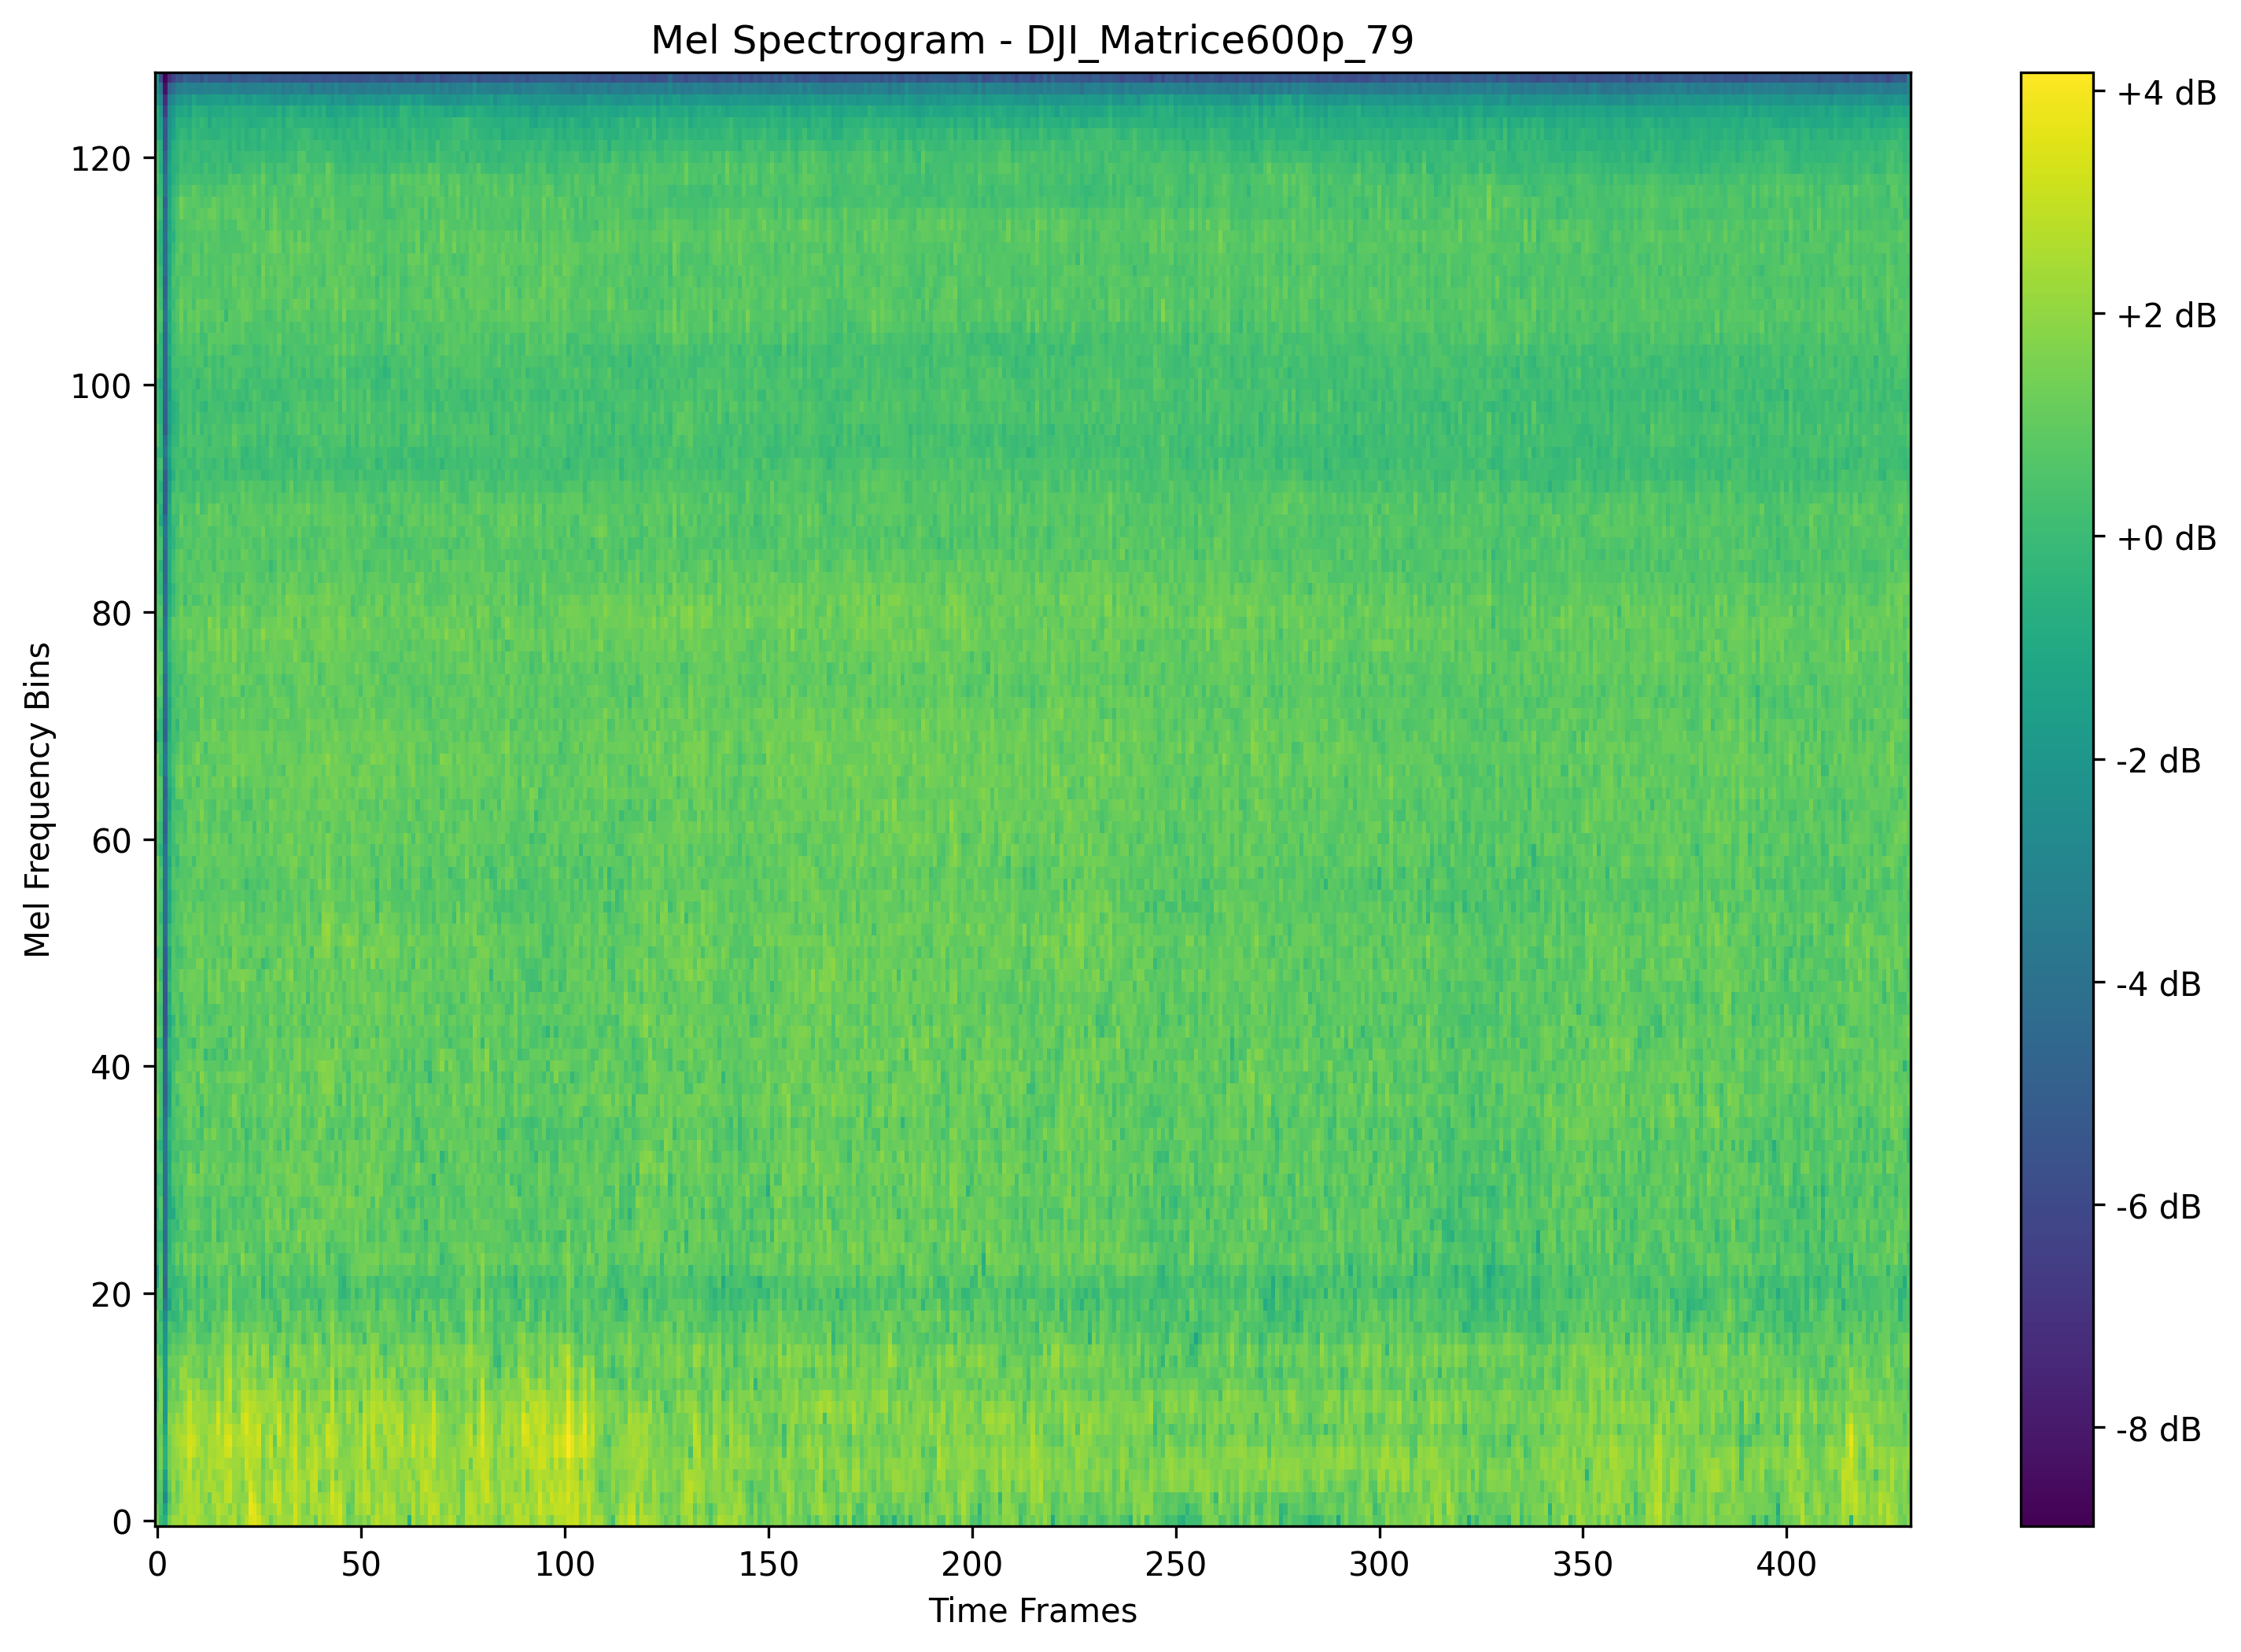 Mel Spectrogram - DJI_Matrice600p_79
Mel Frequency Bins
120
100
80
60
40
20
0
0 50 100 150 200 250 300 350 400
Time Frames
+4 dB
+2 dB
+0 dB
-2 dB
-4 dB
-6 dB
-8 dB